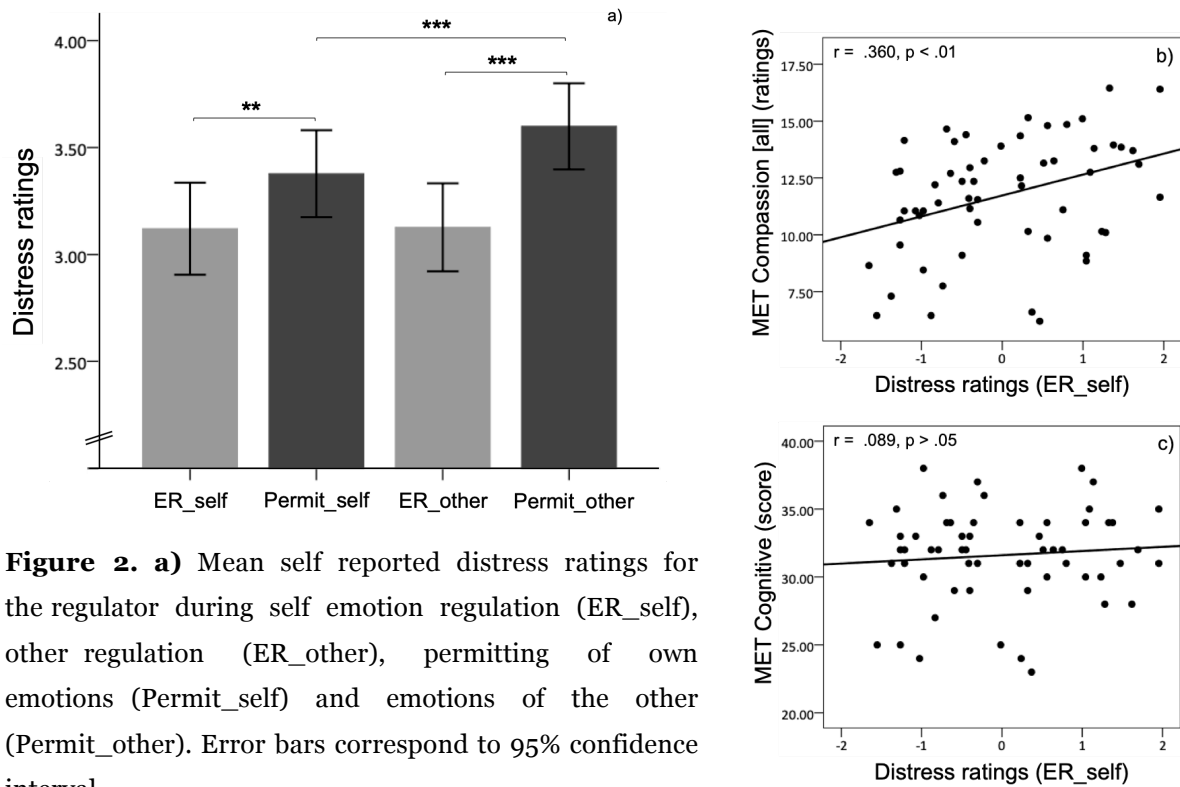 a)
***
***
**
4.00
3.50
3.00
2.50
Distress ratings
ER_self Permit_self ER_other Permit_other
Figure 2. a) Mean self reported distress ratings for
the regulator during self emotion regulation (ER_self),
other regulation (ER_other), permitting of own
emotions (Permit_self) and emotions of the other
(Permit_other). Error bars correspond to 95% confidence
r = .360, p < .01
b)
17.50
15.00
12.50
10.00
7.50
MET Compassion [all] (ratings)
-2 -1 0 1 2
Distress ratings (ER_self)
r = .089, p > .05
c)
40.00
35.00
30.00
25.00
20.00
MET Cognitive (score)
-2 -1 0 1 2
Distress ratings (ER_self)